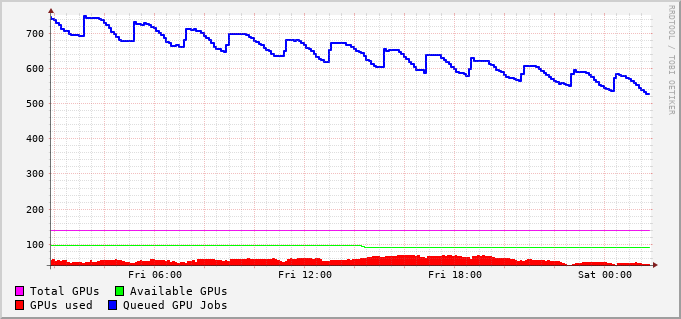 700
600
500
400
300
200
100
Fri 06:00 Fri 12:00 Fri 18:00 Sat 00:00
Total GPUs Available GPUs
GPUs used Queued GPU Jobs
RRDTOOL / TOBI OETIKER